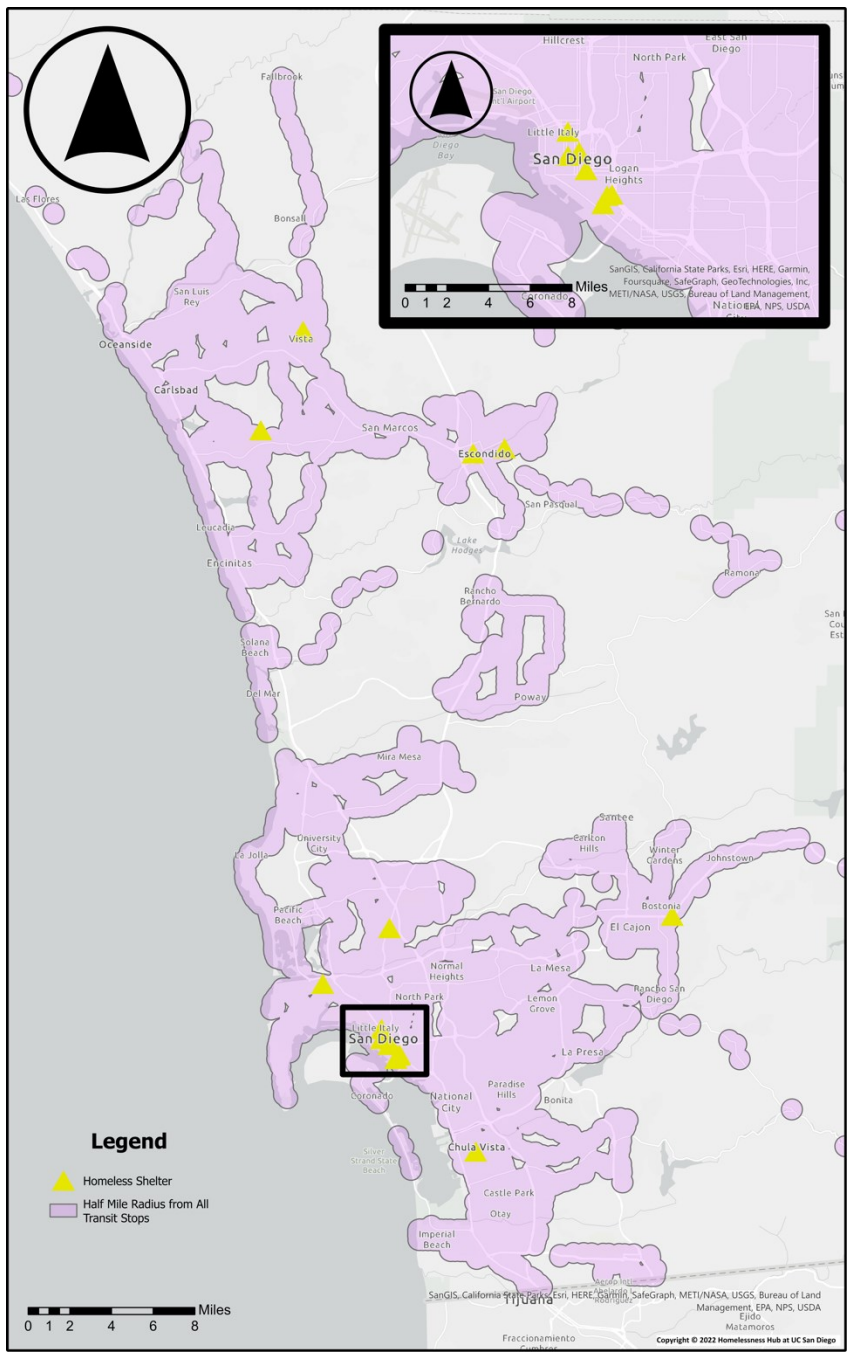 Fallbrook
Las Flores
Bonsall
San Luis
Rey
Oceanside
Vista
Carlsbad
San Marcos
Escondido
San Pasqual
Leucadia
Lake
Hodges
Encinitas
Ramona
Rancho
Bernardo
Solana
Beach
Del Mar
Poway
Mira Mesa
University
City
La Jolla
Santee
Carlton
Hills
Winter
Gardens
Johnstown
Pacific
Beach
Bostonia
El Cajon
Normal
Heights
La Mesa
North Park
Lemon
Grove
Rancho San
Diego
Little Italy
San Diego
La Presa
Coronado
National
City
Paradise
Hills
Bonita
Silver
Strand State
Beach
Chula Vista
Castle Park
Otay
Imperial
Beach
Tijuana
Ejido
Matamoros
Fraccionamiento
Hillcrest
East San
Diego
North Park
San Diego
Diego
Bay
Little Italy
San Diego
Logan
Heights
Coronado
Miles
0 1 2 4 6 8
SanGIS, California State Parks, Esri, HERE, Garmin,
Foursquare, SafeGraph, GeoTechnologies, Inc,
METI/NASA, USGS, Bureau of Land Management,
EPA, NPS, USDA
Legend
Homeless Shelter
Half Mile Radius from All
Transit Stops
Miles
0 1 2 4 6 8
SanGIS, California State Parks, Esri, HERE, Garmin, SafeGraph, METI/NASA, USGS, Bureau of Land
Management, EPA, NPS, USDA
Copyright © 2022 Homelessness Hub at UC San Diego